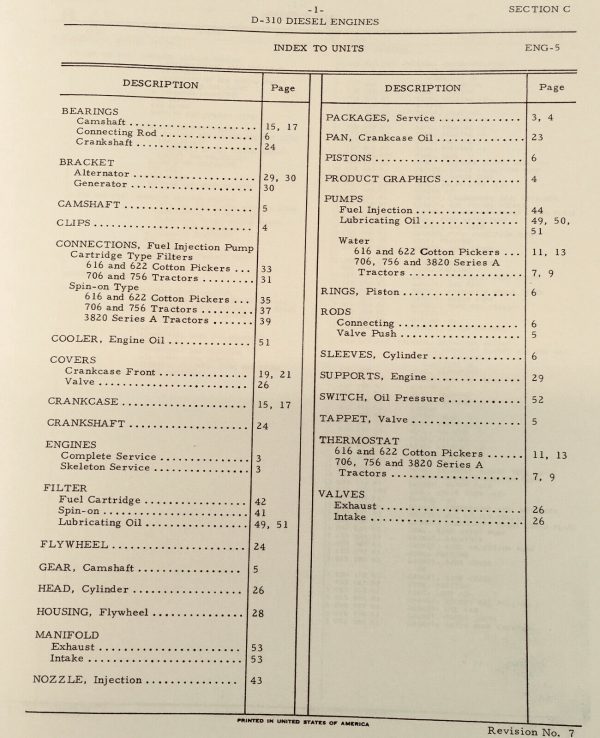 -1-
SECTION C
D-310 DIESEL ENGINES
INDEX TO UNITS
ENG-5
DESCRIPTION Page
BEARINGS
Camshaft ..................... 15, 17
Connecting Rod ................ 6
Crankshaft ..................... 24
BRACKET
Alternator ..................... 29, 30
Generator ..................... 30
CAMSHAFT ..................... 5
CLIPS ......................... 4
CONNECTIONS, Fuel Injection Pump
Cartridge Type Filters
616 and 622 Cotton Pickers ... 33
706 and 756 Tractors ......... 31
Spin-on Type
616 and 622 Cotton Pickers ... 35
706 and 756 Tractors ......... 37
3820 Series A Tractors ....... 39
COOLER, Engine Oil ............. 51
COVERS
Crankcase Front ............... 19, 21
Valve ......................... 26
CRANKCASE ..................... 15, 17
CRANKSHAFT ................... 24
ENGINES
Complete Service ............... 3
Skeleton Service ............... 3
FILTER
Fuel Cartridge ................. 42
Spin-on ....................... 41
Lubricating Oil ................. 49, 51
FLYWHEEL ..................... 24
GEAR, Camshaft ................. 5
HEAD, Cylinder .................. 26
HOUSING, Flywheel .............. 28
MANIFOLD
Exhaust ....................... 53
Intake ......................... 53
NOZZLE, Injection ............... 43
DESCRIPTION Page
PACKAGES, Service .............. 3, 4
PAN, Crankcase Oil .............. 23
PISTONS ........................ 6
PRODUCT GRAPHICS ............. 4
PUMPS
Fuel Injection ................. 44
Lubricating Oil ................ 49, 50,
51
Water
616 and 622 Cotton Pickers ... 11, 13
706, 756 and 3820 Series A
Tractors .................... 7, 9
RINGS, Piston ................... 6
RODS
Connecting .................... 6
Valve Push .................... 5
SLEEVES, Cylinder ............... 6
SUPPORTS, Engine ............... 29
SWITCH, Oil Pressure ............ 52
TAPPET, Valve .................. 5
THERMOSTAT
616 and 622 Cotton Pickers ...... 11, 13
706, 756 and 3820 Series A
Tractors ...................... 7, 9
VALVES
Exhaust ....................... 26
Intake ......................... 26
PRINTED IN UNITED STATES OF AMERICA
Revision No. 7